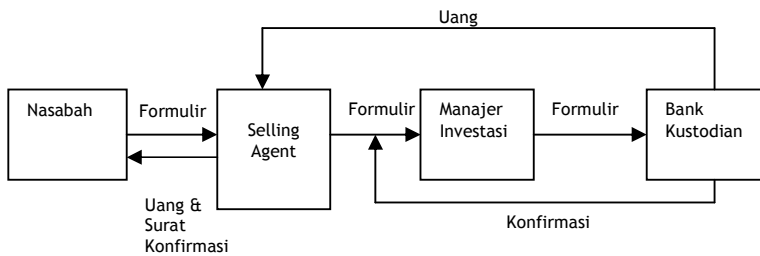 Uang
Nasabah
Formulir
Selling
Agent
Formulir
Manajer
Investasi
Formulir
Bank
Kustodian
Uang &
Surat
Konfirmasi
Konfirmasi